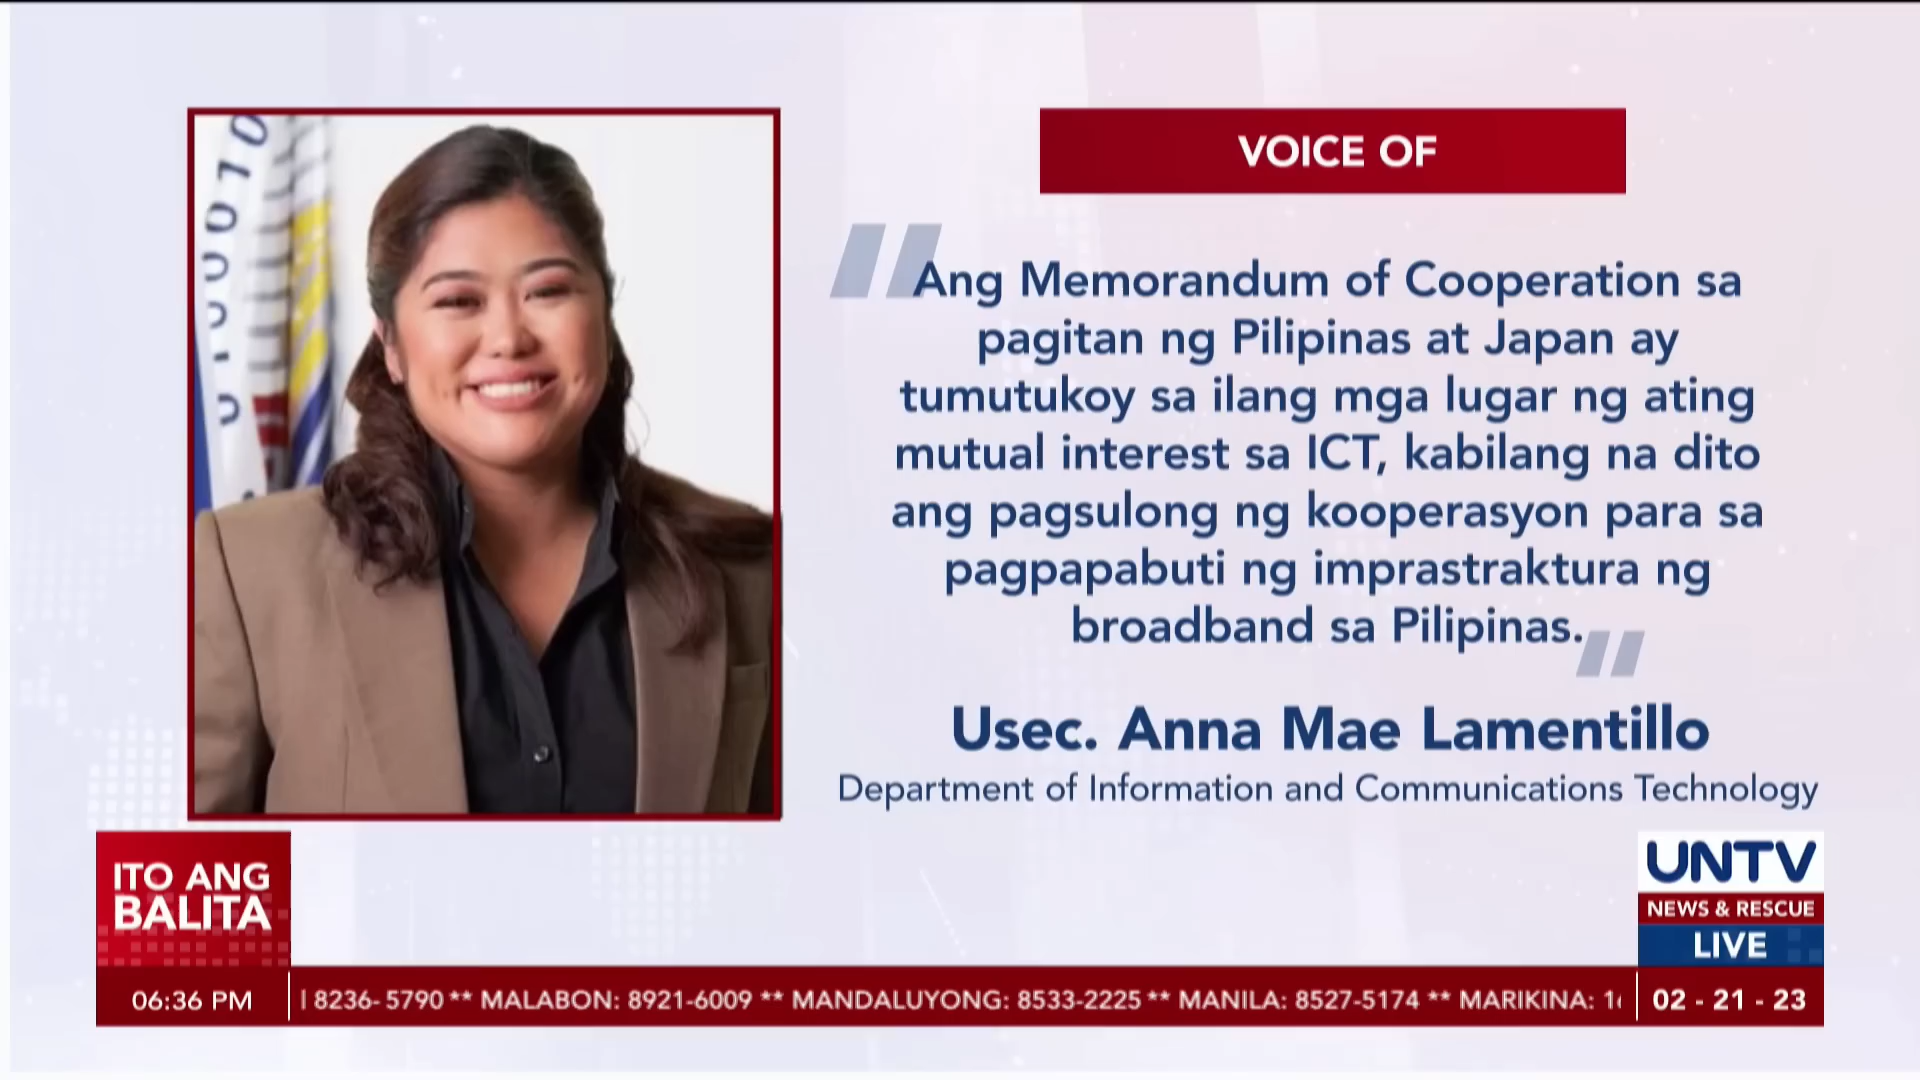 VOICE OF
Ang Memorandum of Cooperation sa
pagitan ng Pilipinas at Japan ay
tumutukoy sa ilang mga lugar ng ating
mutual interest sa ICT, kabilang na dito
ang pagsulong ng kooperasyon para sa
pagpapabuti ng imprastraktura ng
broadband sa Pilipinas.
Usec. Anna Mae Lamentillo
Department of Information and Communications Technology
ITO ANG
BALITA
UNTV
NEWS & RESCUE
LIVE
06:36 PM
8236- 5790 ** MALABON: 8921-6009 ** MANDALUYONG: 8533-2225 ** MANILA: 8527-5174 ** MARIKINA:
02 - 21 - 23